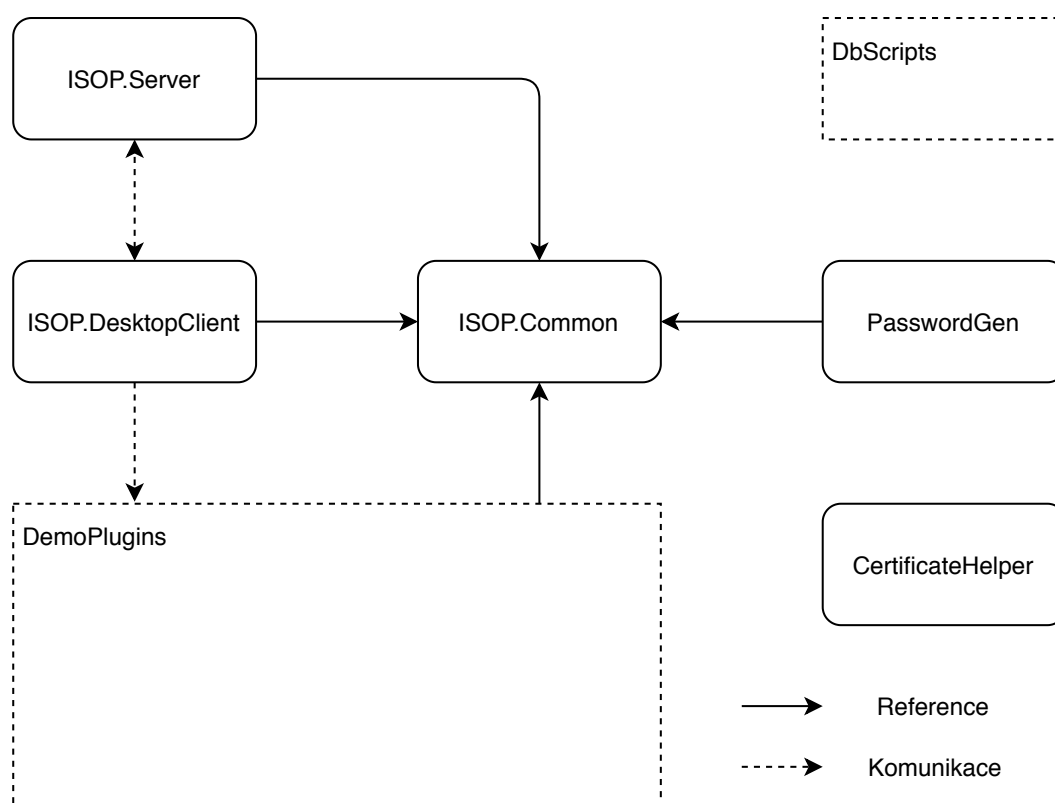 ISOP.Server
DbScripts
ISOP.DesktopClient
ISOP.Common
PasswordGen
DemoPlugins
CertificateHelper
Reference
Komunikace